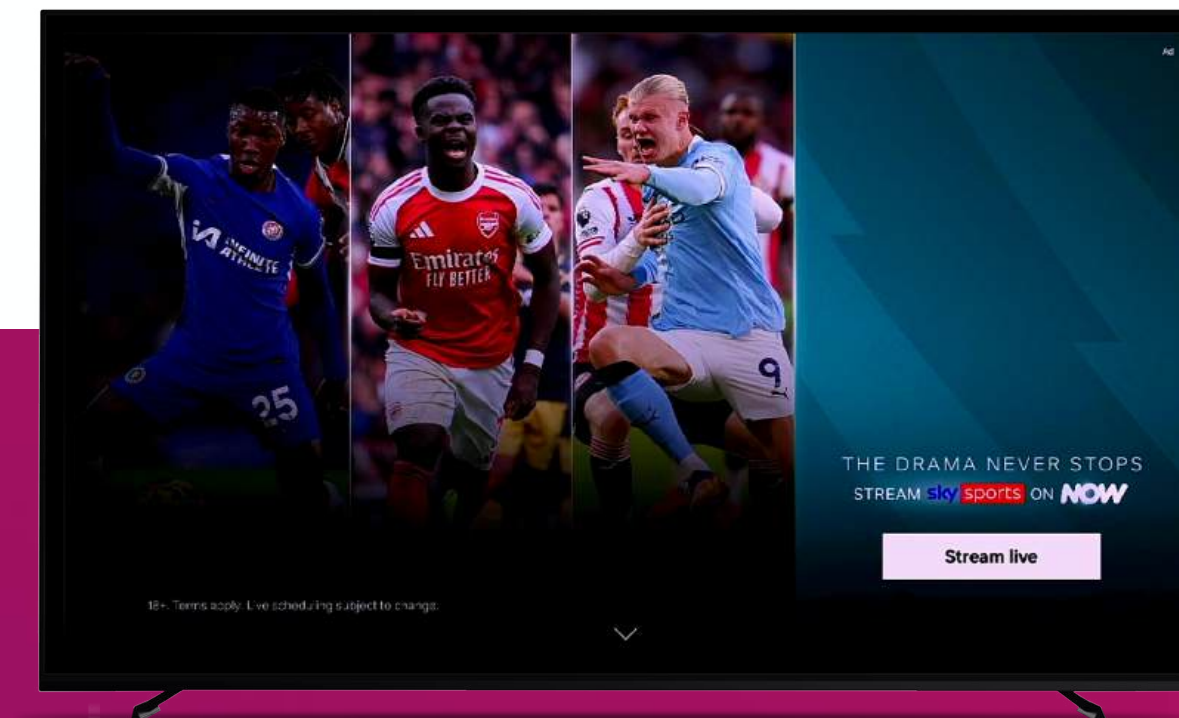 Ad
iA INFINITE
ATHLETE
25
Emirates
FLY BETTER
9
THE DRAMA NEVER STOPS
STREAM sky sports ON NOW
Stream live
18+. Terms apply. Live scheduling subject to change.